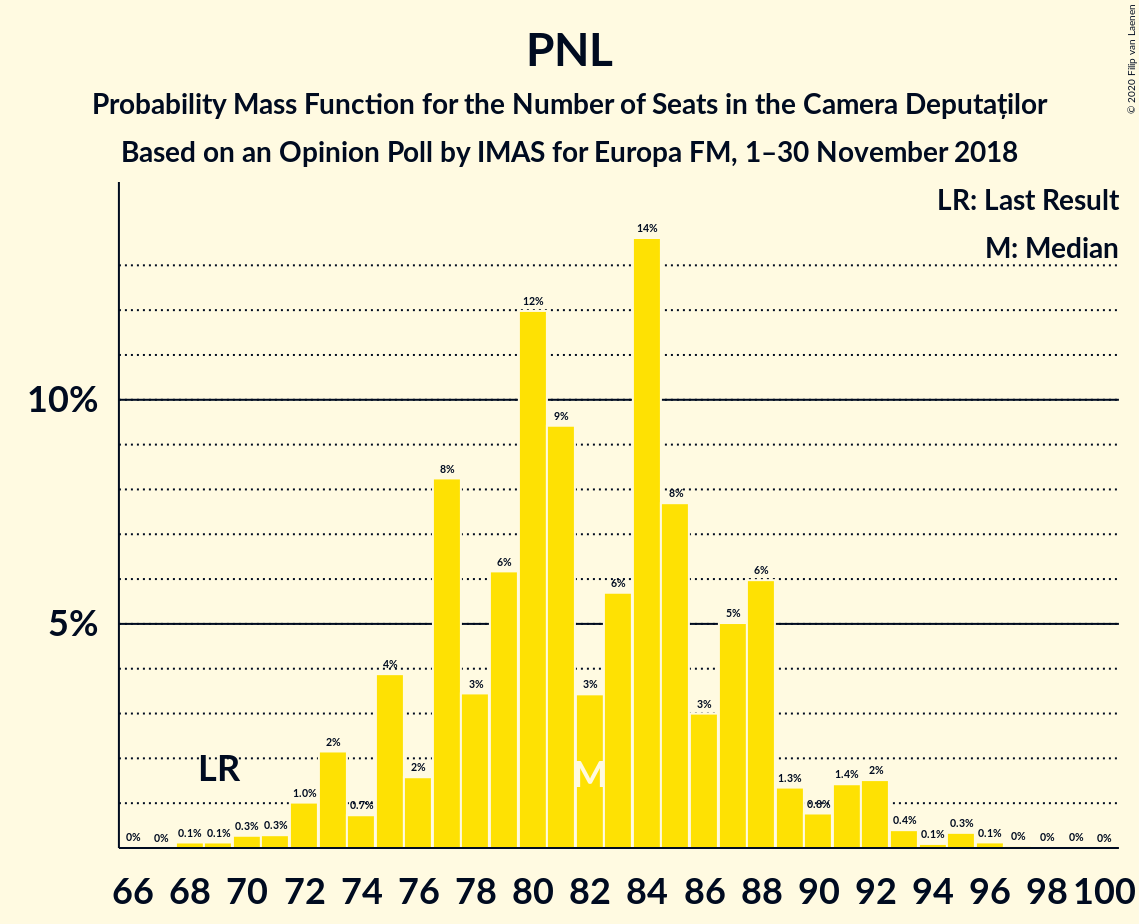 © 2020 Filip van Laenen
PNL
Probability Mass Function for the Number of Seats in the Camera Deputaților
Based on an Opinion Poll by IMAS for Europa FM, 1–30 November 2018
LR: Last Result
M: Median
10%
5%
0% 0% 0.1% 0.1% 0.3% 0.3% 1.0% 2% 0.7% 4% 2% 8% 3% 6% 12% 9% 3% 6% 14% 8% 3% 5% 6% 1.3% 0.8% 1.4% 2% 0.4% 0.1% 0.3% 0.1% 0% 0% 0% 0%
LR
M
66 68 70 72 74 76 78 80 82 84 86 88 90 92 94 96 98 100